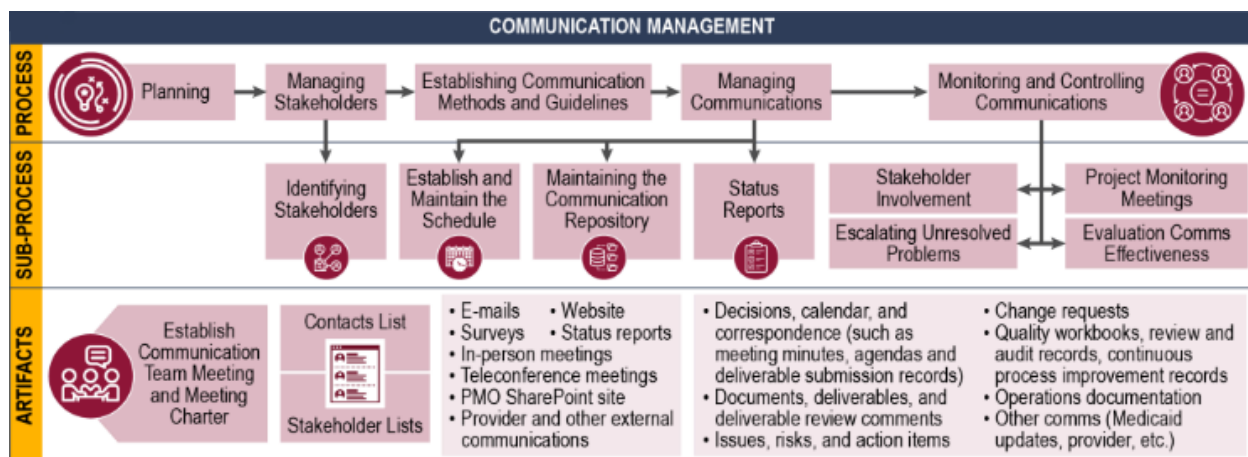 COMMUNICATION MANAGEMENT
PROCESS
Planning
Managing
Stakeholders
Establishing Communication
Methods and Guidelines
Managing
Communications
Monitoring and Controlling
Communications
SUB-PROCESS
Identifying
Stakeholders
Establish and
Maintain the
Schedule
Maintaining the
Communication
Repository
Status
Reports
Stakeholder
Involvement
Project Monitoring
Meetings
Escalating Unresolved
Problems
Evaluation Comms
Effectiveness
ARTIFACTS
Establish
Communication
Team Meeting
and Meeting
Charter
Contacts List
Stakeholder Lists
• E-mails • Website
• Surveys • Status reports
• In-person meetings
• Teleconference meetings
• PMO SharePoint site
• Provider and other external
communications
• Decisions, calendar, and
correspondence (such as
meeting minutes, agendas and
deliverable submission records)
• Documents, deliverables, and
deliverable review comments
• Issues, risks, and action items
• Change requests
• Quality workbooks, review and
audit records, continuous
process improvement records
• Operations documentation
• Other comms (Medicaid
updates, provider, etc.)